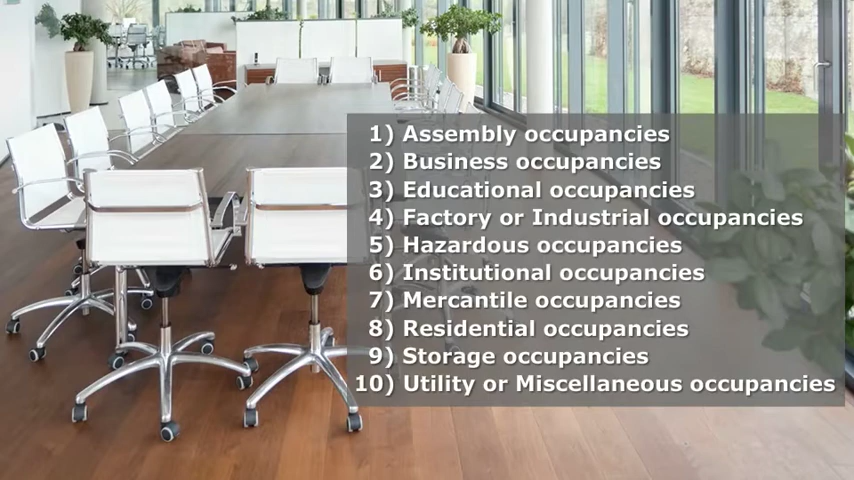 1) Assembly occupancies
2) Business occupancies
3) Educational occupancies
4) Factory or Industrial occupancies
5) Hazardous occupancies
6) Institutional occupancies
7) Mercantile occupancies
8) Residential occupancies
9) Storage occupancies
10) Utility or Miscellaneous occupancies